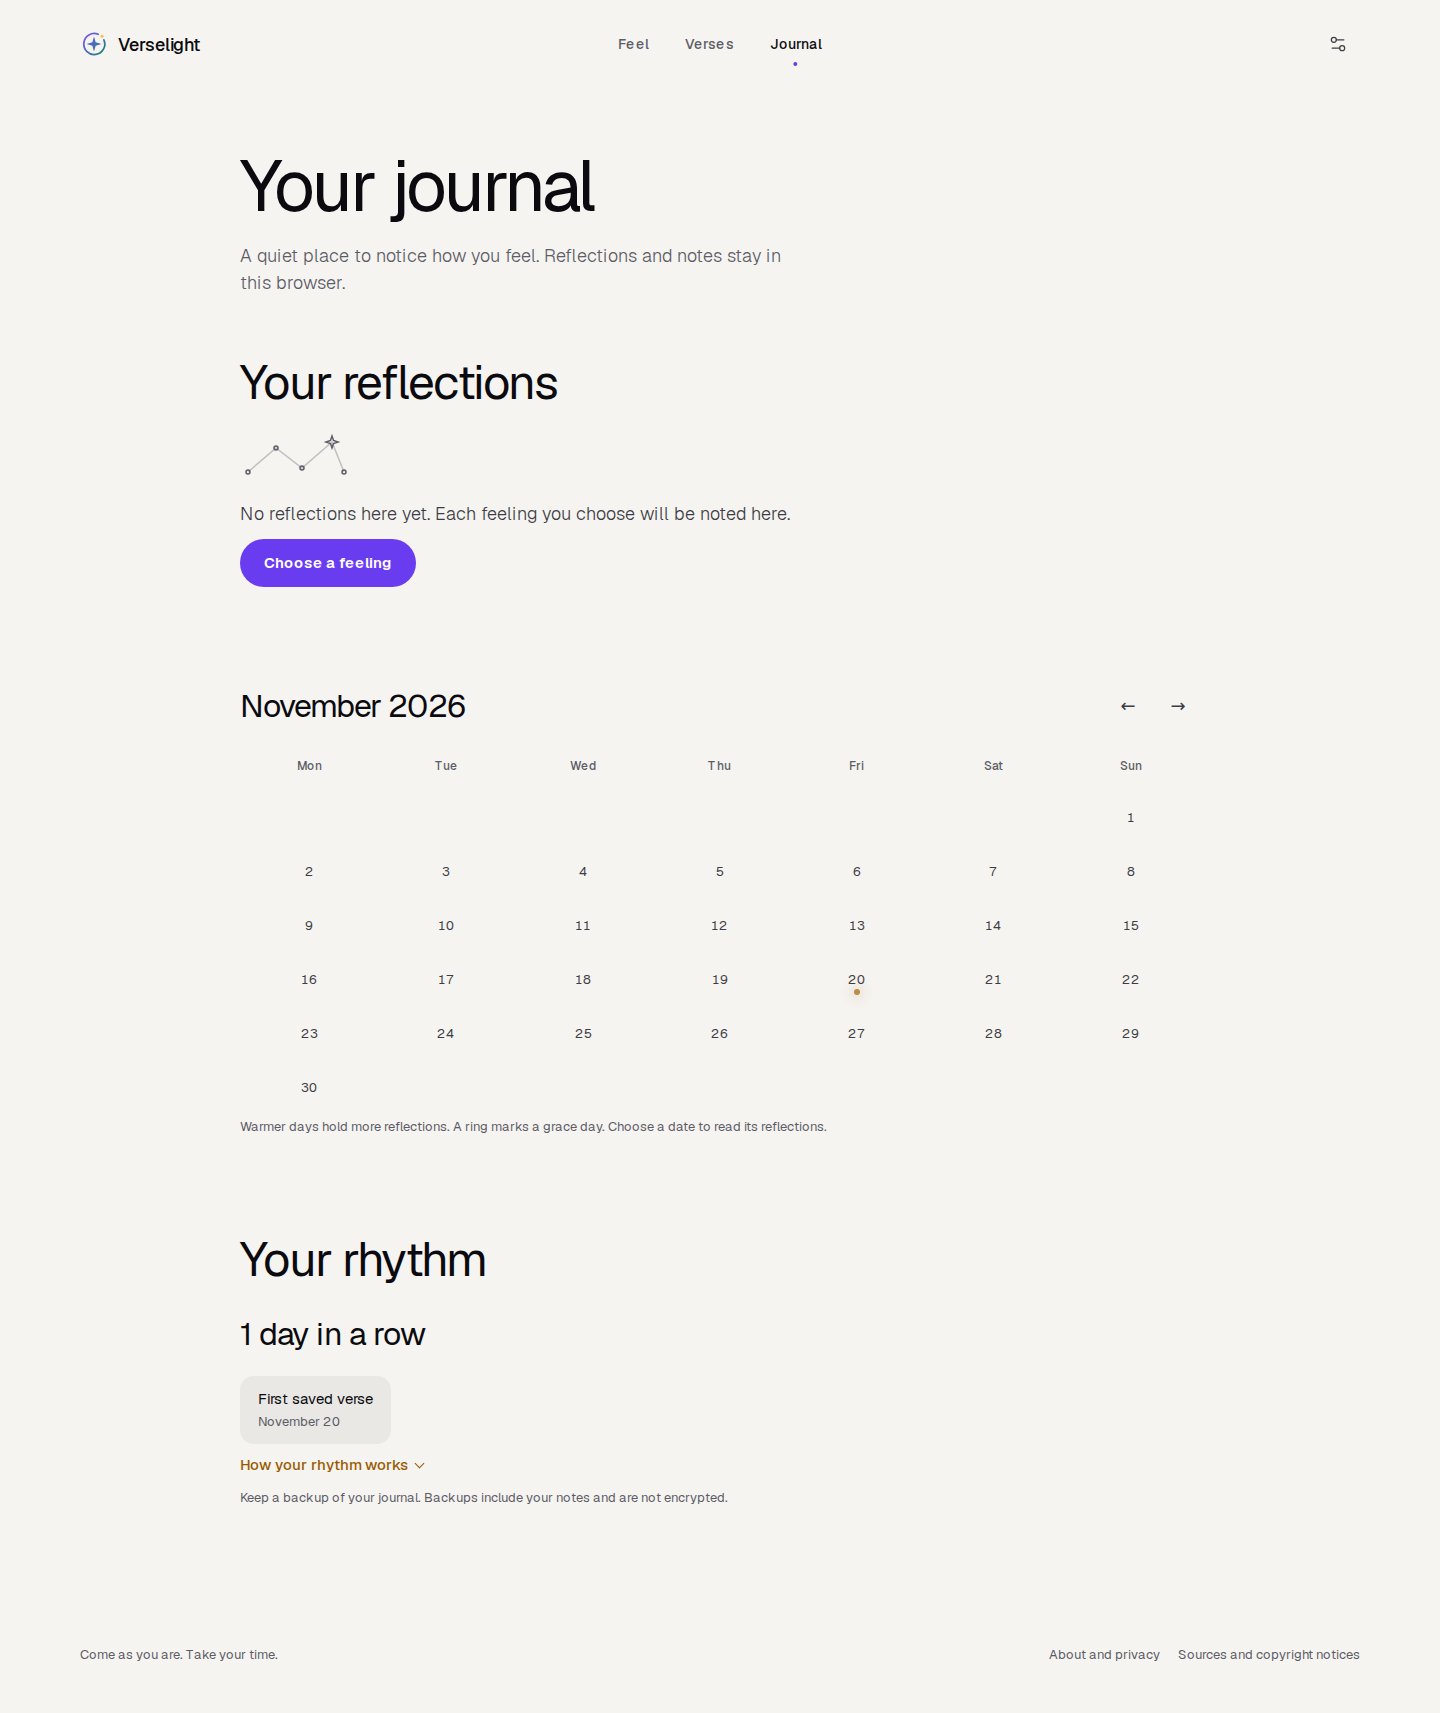 Verselight
Feel Verses Journal
Your journal
A quiet place to notice how you feel. Reflections and notes stay in
this browser.
Your reflections
No reflections here yet. Each feeling you choose will be noted here.
Choose a feeling
November 2026 ← →
Mon Tue Wed Thu Fri Sat Sun
1
2 3 4 5 6 7 8
9 10 11 12 13 14 15
16 17 18 19 20 21 22
23 24 25 26 27 28 29
30
Warmer days hold more reflections. A ring marks a grace day. Choose a date to read its reflections.
Your rhythm
1 day in a row
First saved verse
November 20
How your rhythm works
Keep a backup of your journal. Backups include your notes and are not encrypted.
Come as you are. Take your time.
About and privacy Sources and copyright notices